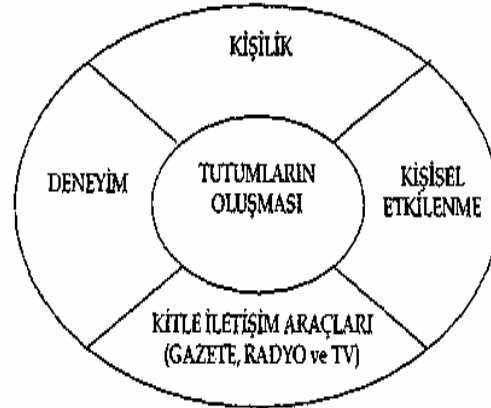 KİŞİLİK
DENEYİM
TUTUMLARIN
OLUŞMASI
KİŞİSEL
ETKİLENME
KİTLE İLETİŞİM ARAÇLARI
(GAZETE, RADYO ve TV)